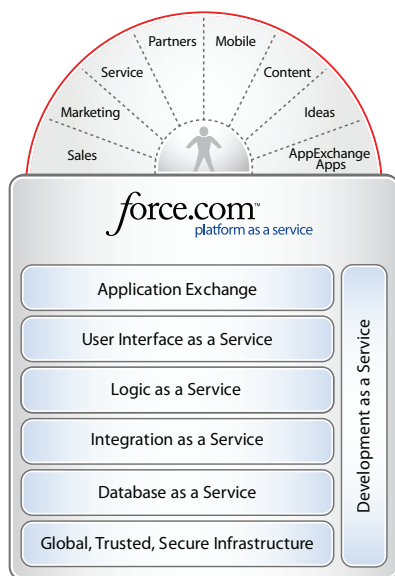 Partners
Mobile
Service
Content
Marketing
Ideas
Sales
AppExchange
Apps
force.com™
platform as a service
Application Exchange
User Interface as a Service
Logic as a Service
Integration as a Service
Database as a Service
Global, Trusted, Secure Infrastructure
Development as a Service